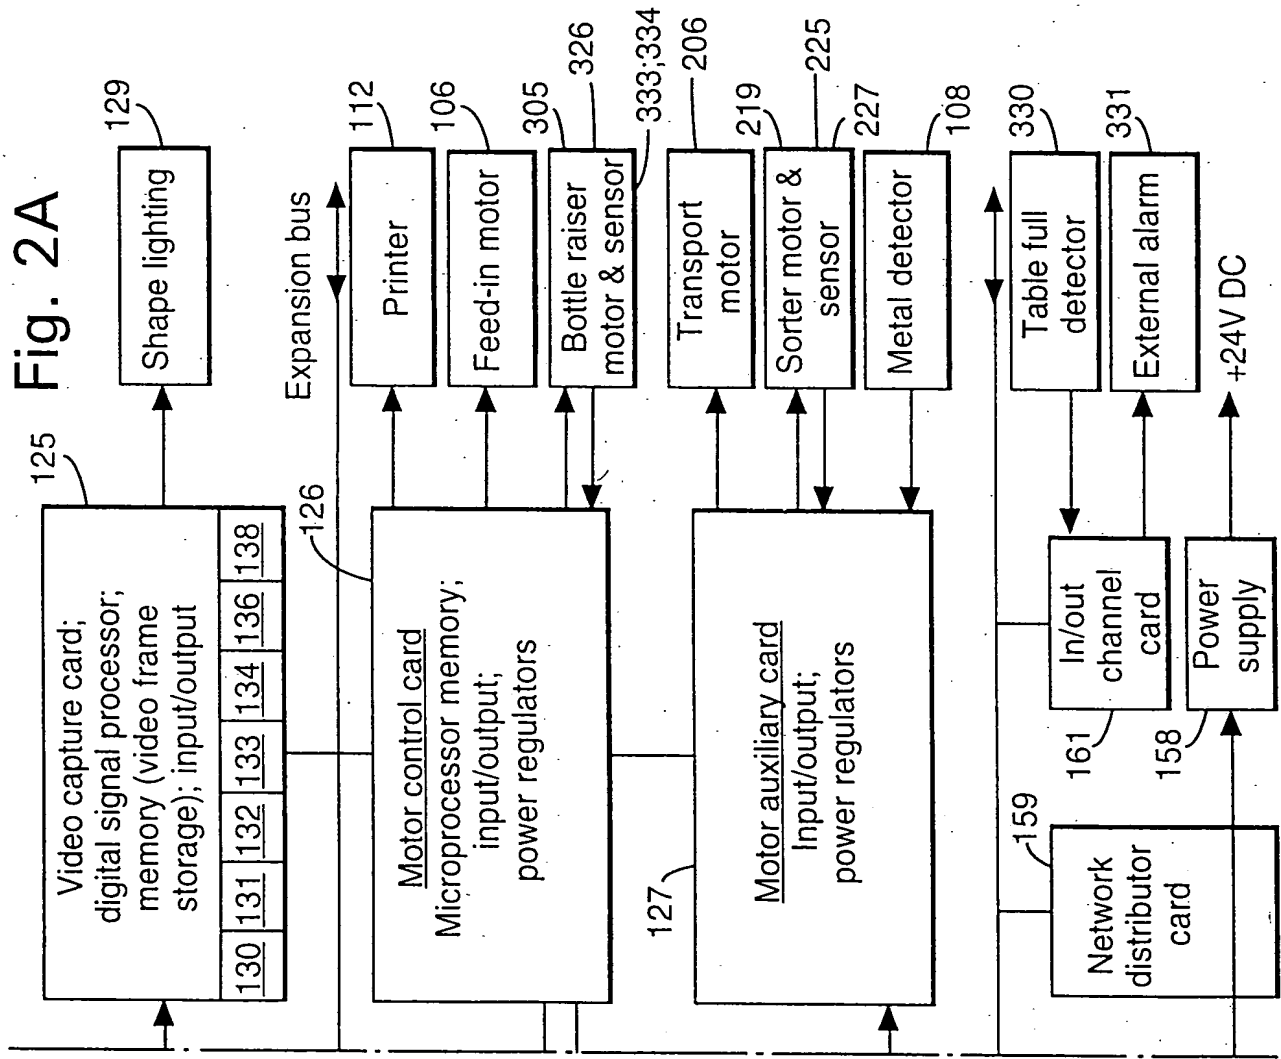 Fig. 2A
125
Video capture card;
digital signal processor;
memory (video frame
storage); input/output
130 131 132 133 134 136 138
129
Shape lighting
Expansion bus
126
Motor control card
Microprocessor memory;
input/output;
power regulators
112
Printer
106
Feed-in motor
305
326
333;334
Bottle raiser
motor & sensor
127
Motor auxiliary card
Input/output;
power regulators
206
Transport
motor
219
225
227
Sorter motor &
sensor
108
Metal detector
159
Network
distributor
card
161
In/out
channel
card
330
Table full
detector
331
External alarm
158
Power
supply
+24V DC